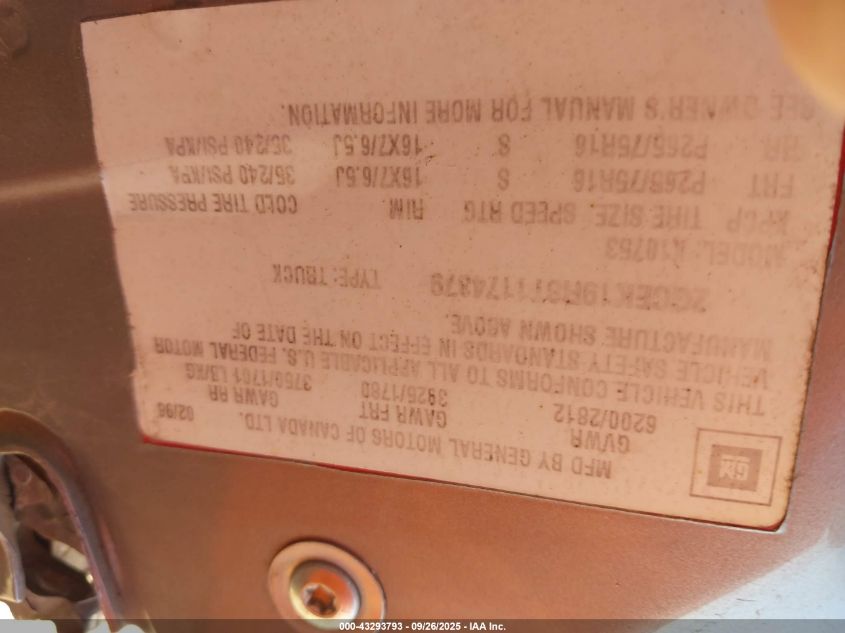 GM
MFD BY GENERAL MOTORS OF CANADA LTD.
GVWR GAWR FRT GAWR RR 02/96
6200/2812 3925/1780 3750/1701 LB/KG
THIS VEHICLE CONFORMS TO ALL APPLICABLE U.S. FEDERAL MOTOR
VEHICLE SAFETY STANDARDS IN EFFECT ON THE DATE OF
MANUFACTURE SHOWN ABOVE.
TYPE: TRUCK
MODEL: K10753
TIRE SIZE SPEED RTG RIM COLD TIRE PRESSURE
FRT P265/75R16 S 16X7/6.5J 35/240 PSI/KPA
RR P265/75R16 S 16X7/6.5J 35/240 PSI/KPA
SEE OWNER'S MANUAL FOR MORE INFORMATION.
000-43293793 - 09/26/2025 - IAA Inc.